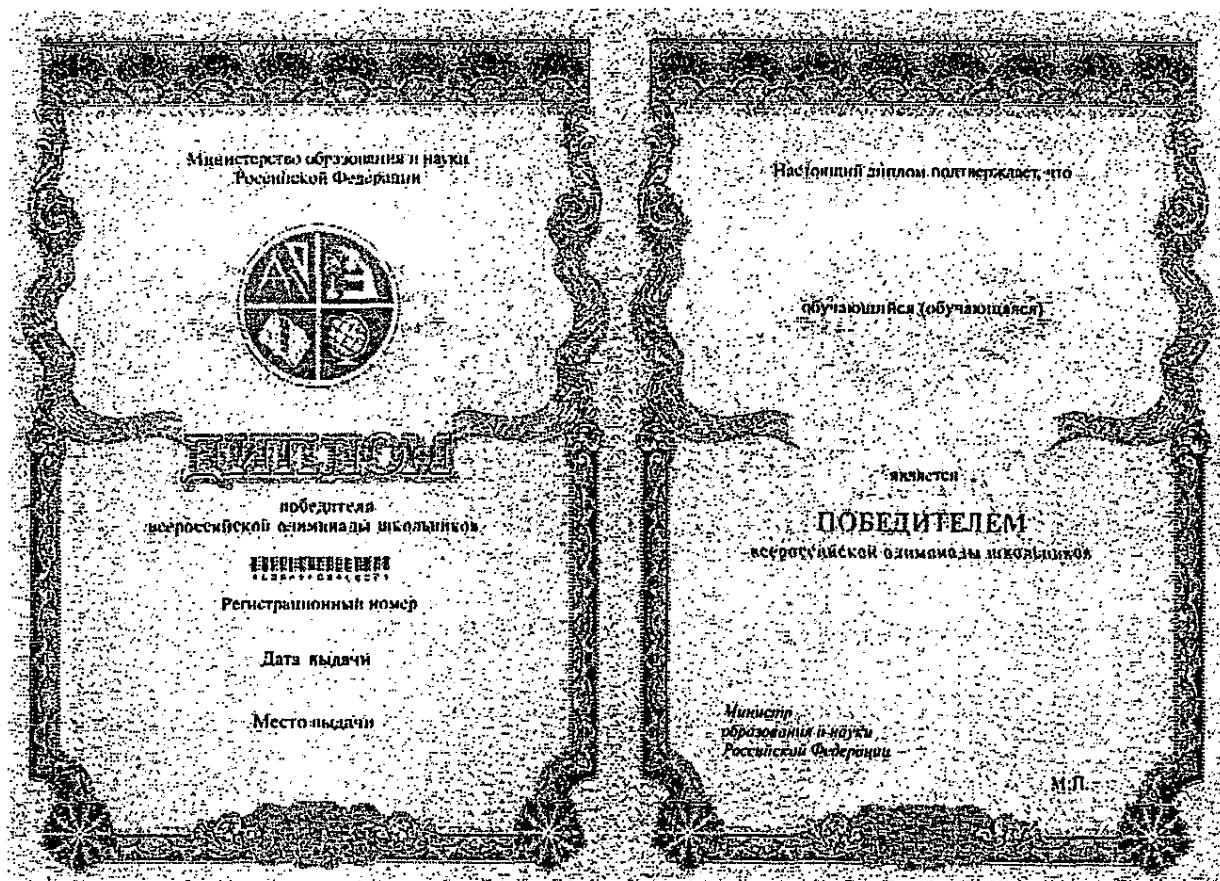 Министерство образования и науки
Российской Федерации
ДИПЛОМ
победителя
всероссийской олимпиады школьников
Регистрационный номер
Дата выдачи
Место выдачи
Настоящий диплом подтверждает, что
обучающийся (обучающаяся)
является
ПОБЕДИТЕЛЕМ
всероссийской олимпиады школьников
Министр
образования и науки
Российской Федерации
М.П.